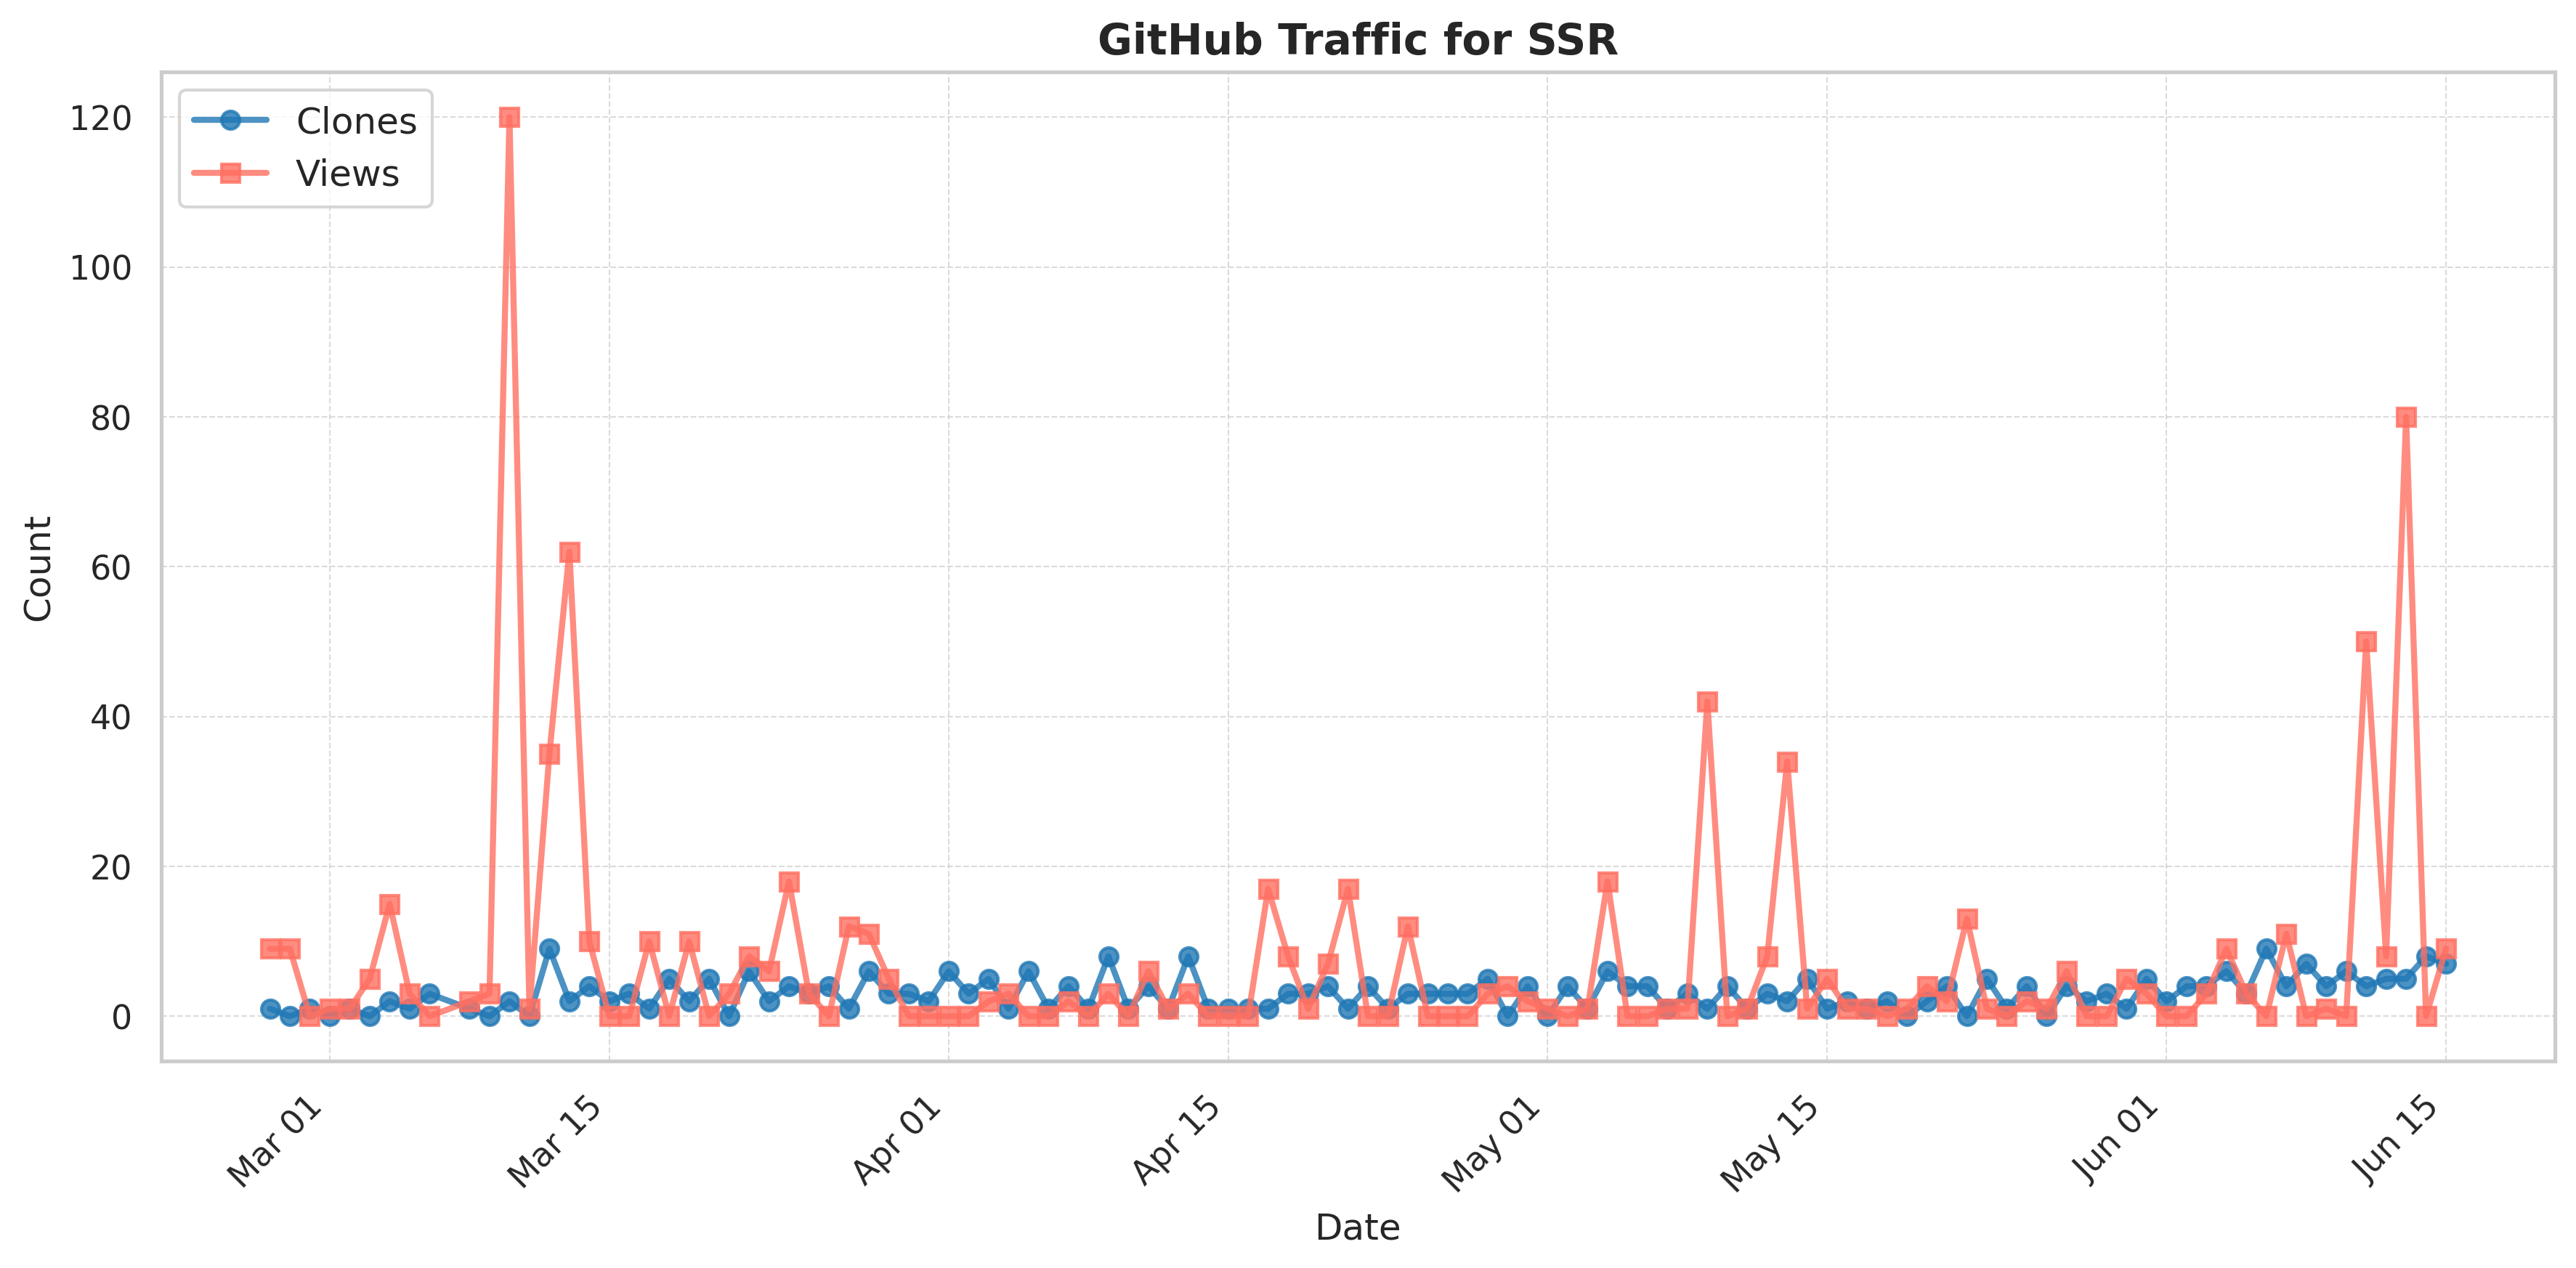 GitHub Traffic for SSR
Clones
Views
120
100
80
60
40
20
0
Count
Mar 01
Mar 15
Apr 01
Apr 15
May 01
May 15
Jun 01
Jun 15
Date